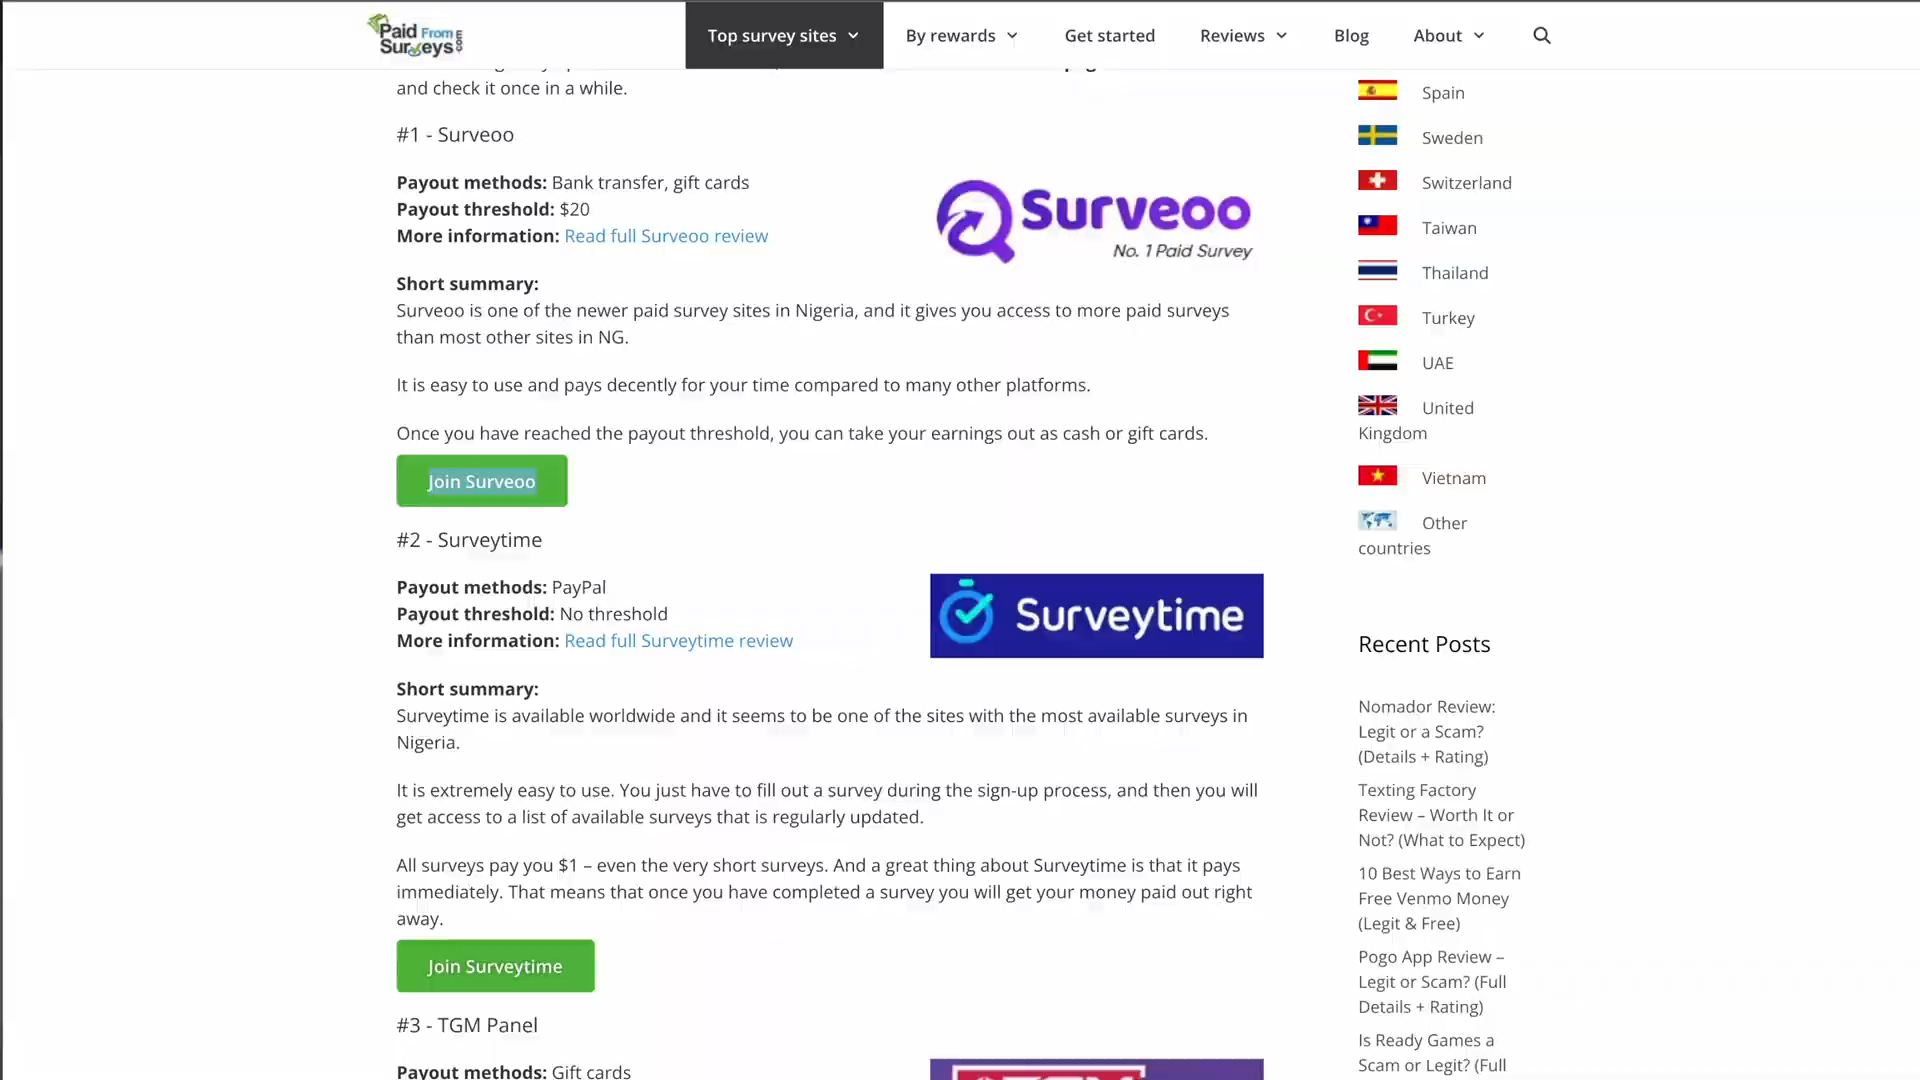 Paid From
Surveys
.com
Top survey sites
By rewards
Get started
Reviews
Blog
About
and check it once in a while.
#1 - Surveoo
Payout methods: Bank transfer, gift cards
Payout threshold: $20
More information: Read full Surveoo review
Surveoo
No. 1 Paid Survey
Short summary:
Surveoo is one of the newer paid survey sites in Nigeria, and it gives you access to more paid surveys
than most other sites in NG.
It is easy to use and pays decently for your time compared to many other platforms.
Once you have reached the payout threshold, you can take your earnings out as cash or gift cards.
Join Surveoo
#2 - Surveytime
Payout methods: PayPal
Payout threshold: No threshold
More information: Read full Surveytime review
Surveytime
Short summary:
Surveytime is available worldwide and it seems to be one of the sites with the most available surveys in
Nigeria.
It is extremely easy to use. You just have to fill out a survey during the sign-up process, and then you will
get access to a list of available surveys that is regularly updated.
All surveys pay you $1 – even the very short surveys. And a great thing about Surveytime is that it pays
immediately. That means that once you have completed a survey you will get your money paid out right
away.
Join Surveytime
#3 - TGM Panel
Payout methods: Gift cards
Spain
Sweden
Switzerland
Taiwan
Thailand
Turkey
UAE
United
Kingdom
Vietnam
Other
countries
Recent Posts
Nomador Review:
Legit or a Scam?
(Details + Rating)
Texting Factory
Review – Worth It or
Not? (What to Expect)
10 Best Ways to Earn
Free Venmo Money
(Legit & Free)
Pogo App Review –
Legit or Scam? (Full
Details + Rating)
Is Ready Games a
Scam or Legit? (Full